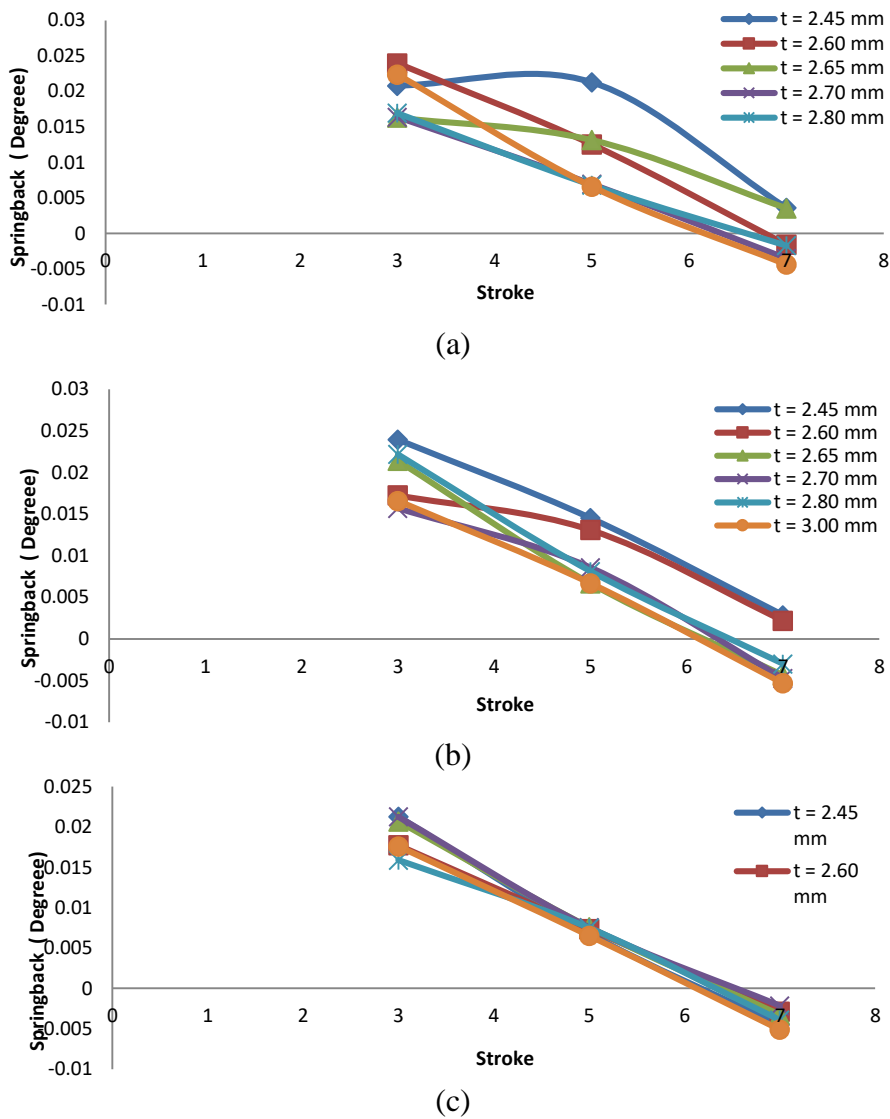 0.03
0.025
0.02
0.015
0.01
0.005
0
-0.005
-0.01
Springback ( Degreee)
0 1 2 3 4 5 6 7 8
Stroke
t = 2.45 mm
t = 2.60 mm
t = 2.65 mm
t = 2.70 mm
t = 2.80 mm
(a)
0.03
0.025
0.02
0.015
0.01
0.005
0
-0.005
-0.01
Springback ( Degreee)
0 1 2 3 4 5 6 7 8
Stroke
t = 2.45 mm
t = 2.60 mm
t = 2.65 mm
t = 2.70 mm
t = 2.80 mm
t = 3.00 mm
(b)
0.025
0.02
0.015
0.01
0.005
0
-0.005
-0.01
Springback ( Degreee)
0 1 2 3 4 5 6 7 8
Stroke
t = 2.45
mm
t = 2.60
mm
(c)